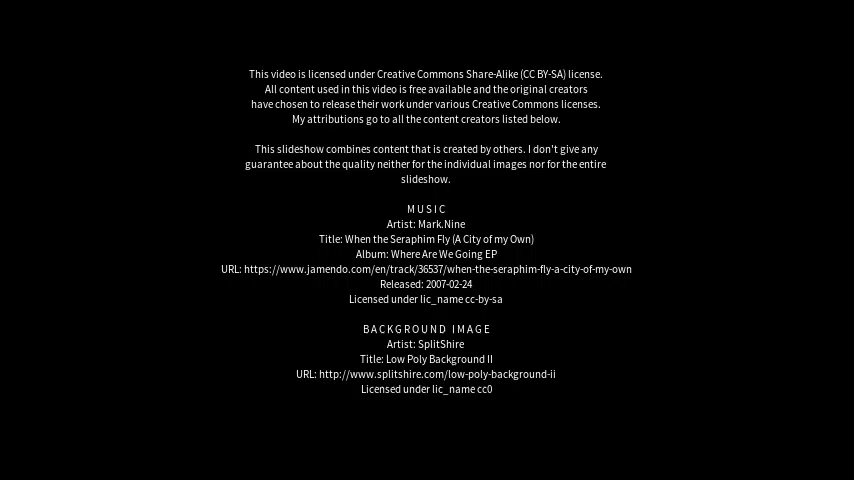 This video is licensed under Creative Commons Share-Alike (CC BY-SA) license.
All content used in this video is free available and the original creators
have chosen to release their work under various Creative Commons licenses.
My attributions go to all the content creators listed below.
This slideshow combines content that is created by others. I don't give any
guarantee about the quality neither for the individual images nor for the entire
slideshow.
MUSIC
Artist: Mark.Nine
Title: When the Seraphim Fly (A City of my Own)
Album: Where Are We Going EP
URL: https://www.jamendo.com/en/track/36537/when-the-seraphim-fly-a-city-of-my-own
Released: 2007-02-24
Licensed under lic_name cc-by-sa
BACKGROUND IMAGE
Artist: SplitShire
Title: Low Poly Background II
URL: http://www.splitshire.com/low-poly-background-ii
Licensed under lic_name cc0